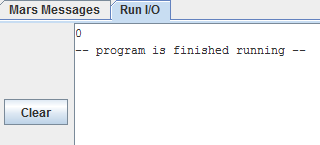 Mars Messages Run I/O
0
-- program is finished running --
Clear